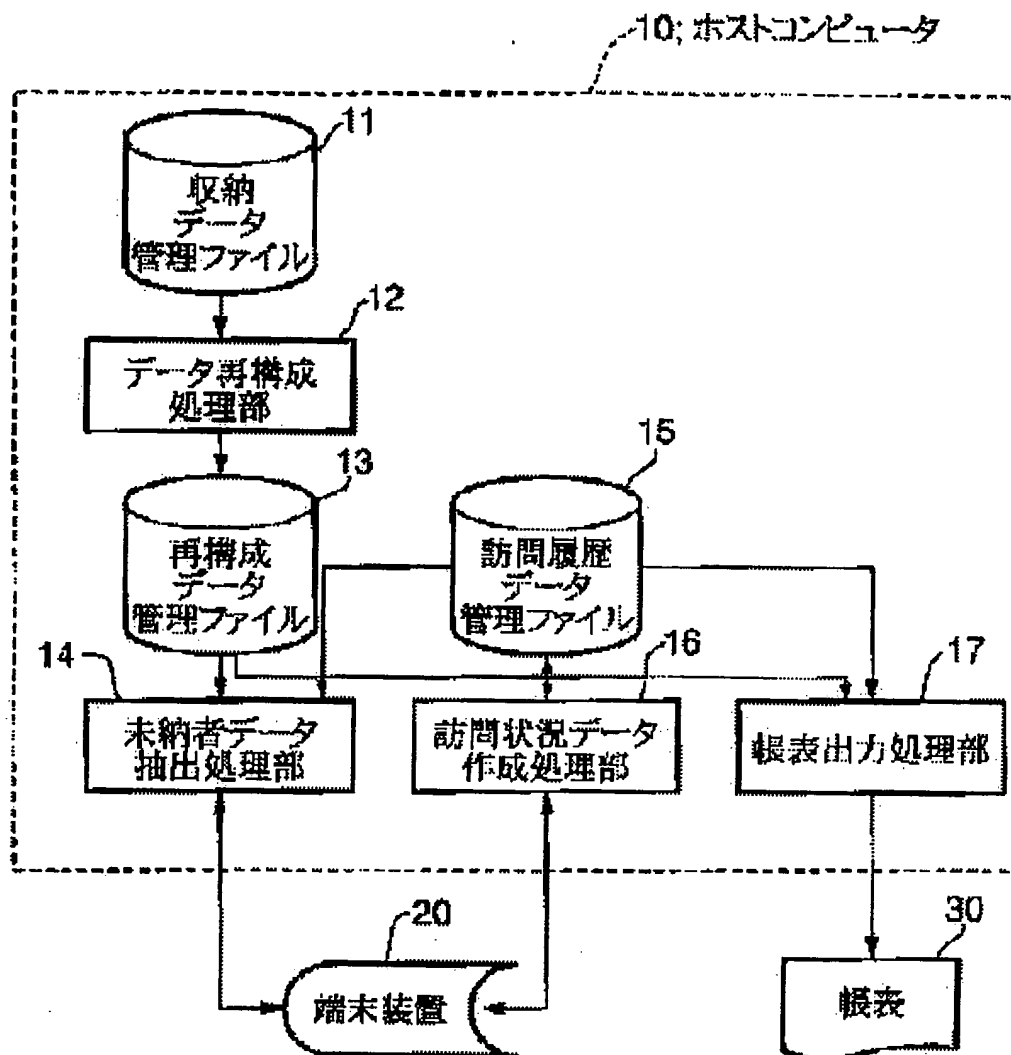 10; ホストコンピュータ
11
収納
データ
管理ファイル
12
データ再構成
処理部
13
再構成
データ
管理ファイル
15
訪問履歴
データ
管理ファイル
14
未納者データ
抽出処理部
16
訪問状況データ
作成処理部
17
帳表出力処理部
20
端末装置
30
帳表